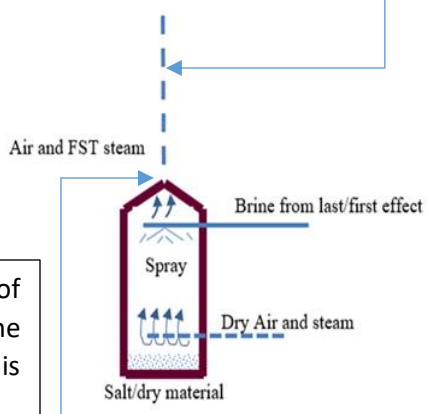 Air and FST steam
Brine from last/first effect
Spray
of
ne
Dry Air and steam
is
Salt/dry material